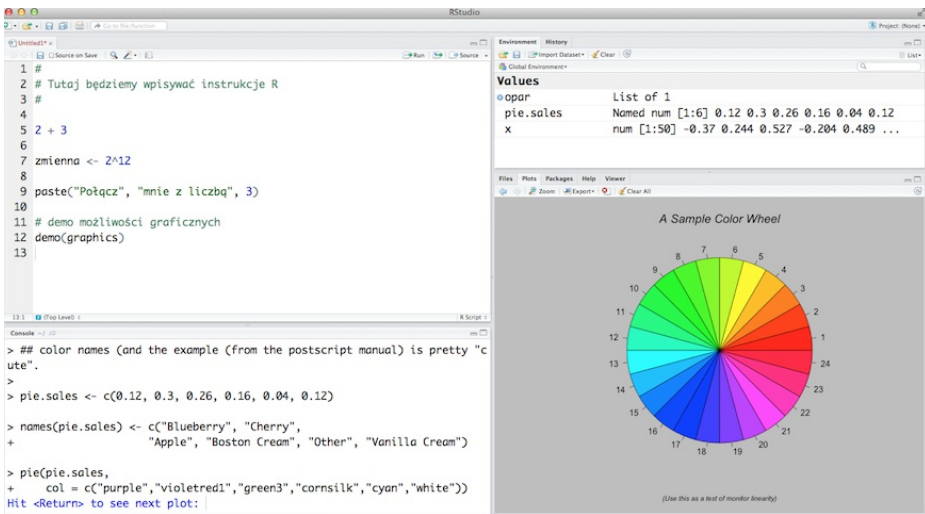 RStudio
Go to file/function
Project: (None)
Untitled1*
Source on Save
Run
Source
1 #
2 # Tutaj będziemy wpisywać instrukcje R
3 #
4
5 2 + 3
6
7 zmienna <- 2^12
8
9 paste("Połącz", "mnie z liczbą", 3)
10
11 # demo możliwości graficznych
12 demo(graphics)
13
13:1 (Top Level) R Script
Console ~/
> ## color names (and the example (from the postscript manual) is pretty "c
ute".
>
> pie.sales <- c(0.12, 0.3, 0.26, 0.16, 0.04, 0.12)
> names(pie.sales) <- c("Blueberry", "Cherry",
+ "Apple", "Boston Cream", "Other", "Vanilla Cream")
> pie(pie.sales,
+ col = c("purple","violetred1","green3","cornsilk","cyan","white"))
Hit <Return> to see next plot:
Environment History
Import Dataset Clear List
Global Environment
Values
opar List of 1
pie.sales Named num [1:6] 0.12 0.3 0.26 0.16 0.04 0.12
x num [1:50] -0.37 0.244 0.527 -0.204 0.489 ...
Files Plots Packages Help Viewer
Zoom Export Clear All
A Sample Color Wheel
1
2
3
4
5
6
7
8
9
10
11
12
13
14
15
16
17
18
19
20
21
22
23
24
(Use this as a test of monitor linearity)